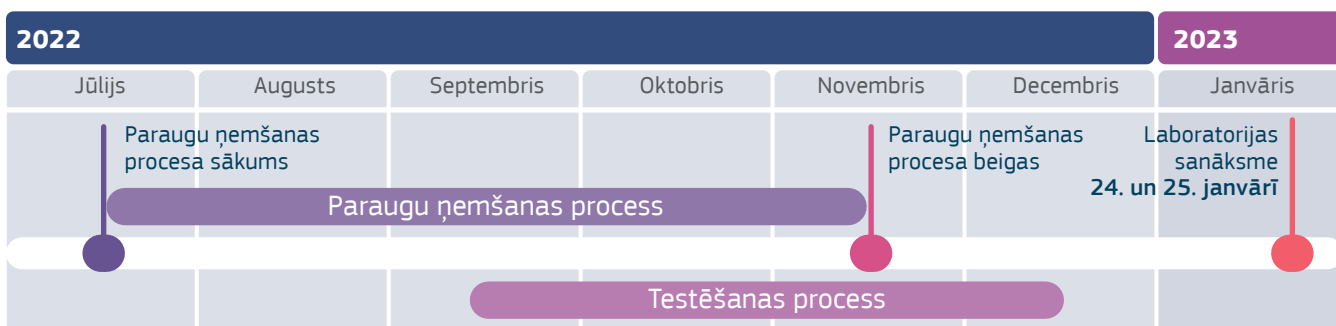 2022
2023
Jūlijs
Augusts
Septembris
Oktobris
Novembris
Decembris
Janvāris
Paraugu ņemšanas
procesa sākums
Paraugu ņemšanas
procesa beigas
Laboratorijas
sanāksme
24. un 25. janvārī
Paraugu ņemšanas process
Testēšanas process